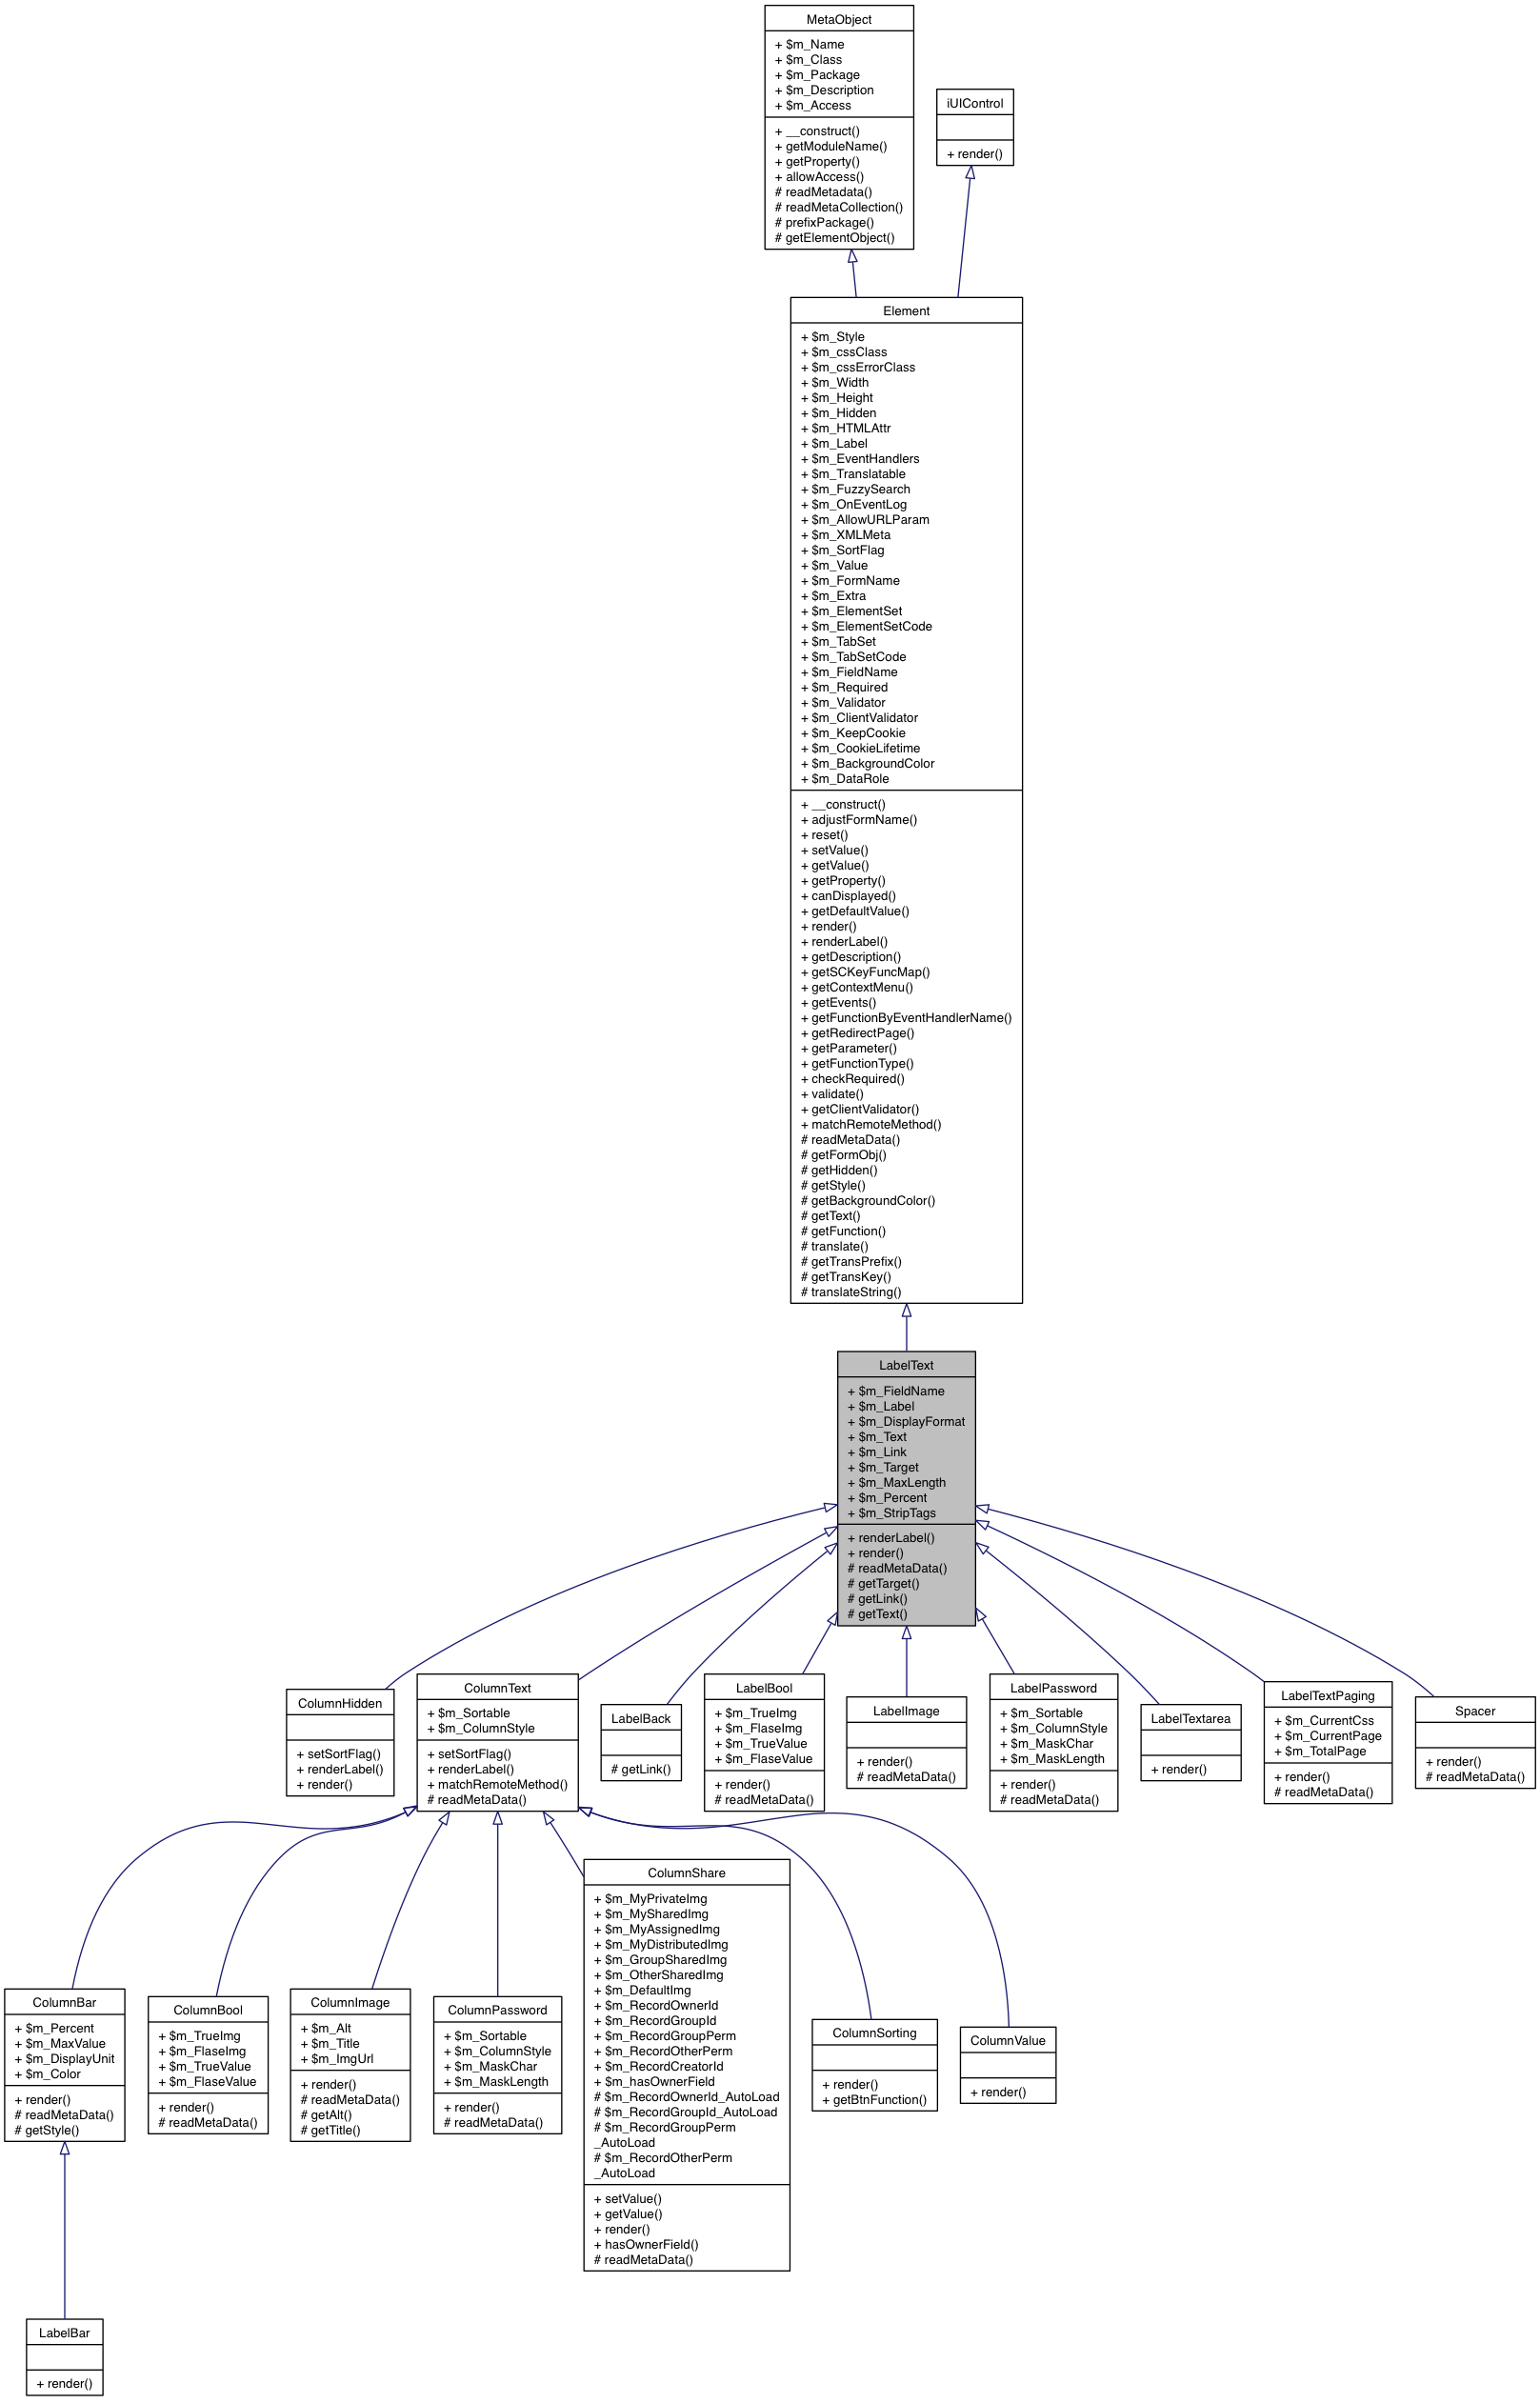 MetaObject
+ $m_Name
+ $m_Class
+ $m_Package
+ $m_Description
+ $m_Access
+ __construct()
+ getModuleName()
+ getProperty()
+ allowAccess()
# readMetadata()
# readMetaCollection()
# prefixPackage()
# getElementObject()
iUIControl
+ render()
Element
+ $m_Style
+ $m_cssClass
+ $m_cssErrorClass
+ $m_Width
+ $m_Height
+ $m_Hidden
+ $m_HTMLAttr
+ $m_Label
+ $m_EventHandlers
+ $m_Translatable
+ $m_FuzzySearch
+ $m_OnEventLog
+ $m_AllowURLParam
+ $m_XMLMeta
+ $m_SortFlag
+ $m_Value
+ $m_FormName
+ $m_Extra
+ $m_ElementSet
+ $m_ElementSetCode
+ $m_TabSet
+ $m_TabSetCode
+ $m_FieldName
+ $m_Required
+ $m_Validator
+ $m_ClientValidator
+ $m_KeepCookie
+ $m_CookieLifetime
+ $m_BackgroundColor
+ $m_DataRole
+ __construct()
+ adjustFormName()
+ reset()
+ setValue()
+ getValue()
+ getProperty()
+ canDisplayed()
+ getDefaultValue()
+ render()
+ renderLabel()
+ getDescription()
+ getSCKeyFuncMap()
+ getContextMenu()
+ getEvents()
+ getFunctionByEventHandlerName()
+ getRedirectPage()
+ getParameter()
+ getFunctionType()
+ checkRequired()
+ validate()
+ getClientValidator()
+ matchRemoteMethod()
# readMetaData()
# getFormObj()
# getHidden()
# getStyle()
# getBackgroundColor()
# getText()
# getFunction()
# translate()
# getTransPrefix()
# getTransKey()
# translateString()
LabelText
+ $m_FieldName
+ $m_Label
+ $m_DisplayFormat
+ $m_Text
+ $m_Link
+ $m_Target
+ $m_MaxLength
+ $m_Percent
+ $m_StripTags
+ renderLabel()
+ render()
# readMetaData()
# getTarget()
# getLink()
# getText()
ColumnHidden
+ setSortFlag()
+ renderLabel()
+ render()
ColumnText
+ $m_Sortable
+ $m_ColumnStyle
+ setSortFlag()
+ renderLabel()
+ matchRemoteMethod()
# readMetaData()
LabelBack
# getLink()
LabelBool
+ $m_TrueImg
+ $m_FlaseImg
+ $m_TrueValue
+ $m_FlaseValue
+ render()
# readMetaData()
LabelImage
+ render()
# readMetaData()
LabelPassword
+ $m_Sortable
+ $m_ColumnStyle
+ $m_MaskChar
+ $m_MaskLength
+ render()
# readMetaData()
LabelTextarea
+ render()
LabelTextPaging
+ $m_CurrentCss
+ $m_CurrentPage
+ $m_TotalPage
+ render()
# readMetaData()
Spacer
+ render()
# readMetaData()
ColumnBar
+ $m_Percent
+ $m_MaxValue
+ $m_DisplayUnit
+ $m_Color
+ render()
# readMetaData()
# getStyle()
ColumnBool
+ $m_TrueImg
+ $m_FlaseImg
+ $m_TrueValue
+ $m_FlaseValue
+ render()
# readMetaData()
ColumnImage
+ $m_Alt
+ $m_Title
+ $m_ImgUrl
+ render()
# readMetaData()
# getAlt()
# getTitle()
ColumnPassword
+ $m_Sortable
+ $m_ColumnStyle
+ $m_MaskChar
+ $m_MaskLength
+ render()
# readMetaData()
ColumnShare
+ $m_MyPrivateImg
+ $m_MySharedImg
+ $m_MyAssignedImg
+ $m_MyDistributedImg
+ $m_GroupSharedImg
+ $m_OtherSharedImg
+ $m_DefaultImg
+ $m_RecordOwnerId
+ $m_RecordGroupId
+ $m_RecordGroupPerm
+ $m_RecordOtherPerm
+ $m_RecordCreatorId
+ $m_hasOwnerField
# $m_RecordOwnerId_AutoLoad
# $m_RecordGroupId_AutoLoad
# $m_RecordGroupPerm
_AutoLoad
# $m_RecordOtherPerm
_AutoLoad
+ setValue()
+ getValue()
+ render()
+ hasOwnerField()
# readMetaData()
ColumnSorting
+ render()
+ getBtnFunction()
ColumnValue
+ render()
LabelBar
+ render()